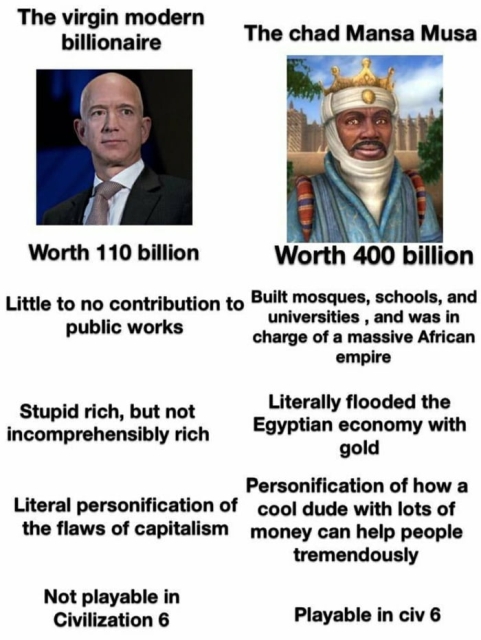 The virgin modern
billionaire
The chad Mansa Musa
Worth 110 billion
Worth 400 billion
Little to no contribution to
public works
Built mosques, schools, and
universities , and was in
charge of a massive African
empire
Stupid rich, but not
incomprehensibly rich
Literally flooded the
Egyptian economy with
gold
Literal personification of
the flaws of capitalism
Personification of how a
cool dude with lots of
money can help people
tremendously
Not playable in
Civilization 6
Playable in civ 6